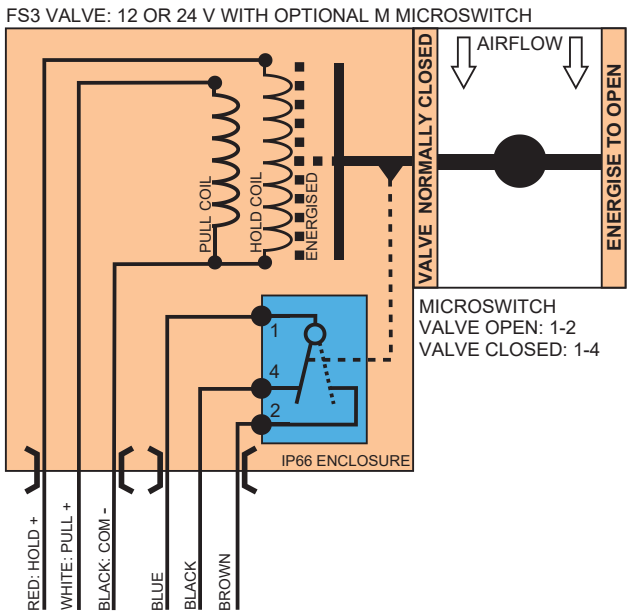 FS3 VALVE: 12 OR 24 V WITH OPTIONAL M MICROSWITCH
AIRFLOW
VALVE NORMALLY CLOSED
ENERGISE TO OPEN
PULL COIL
HOLD COIL
ENERGISED
MICROSWITCH
VALVE OPEN: 1-2
VALVE CLOSED: 1-4
1
4
2
IP66 ENCLOSURE
RED: HOLD +
WHITE: PULL +
BLACK: COM -
BLUE
BLACK
BROWN